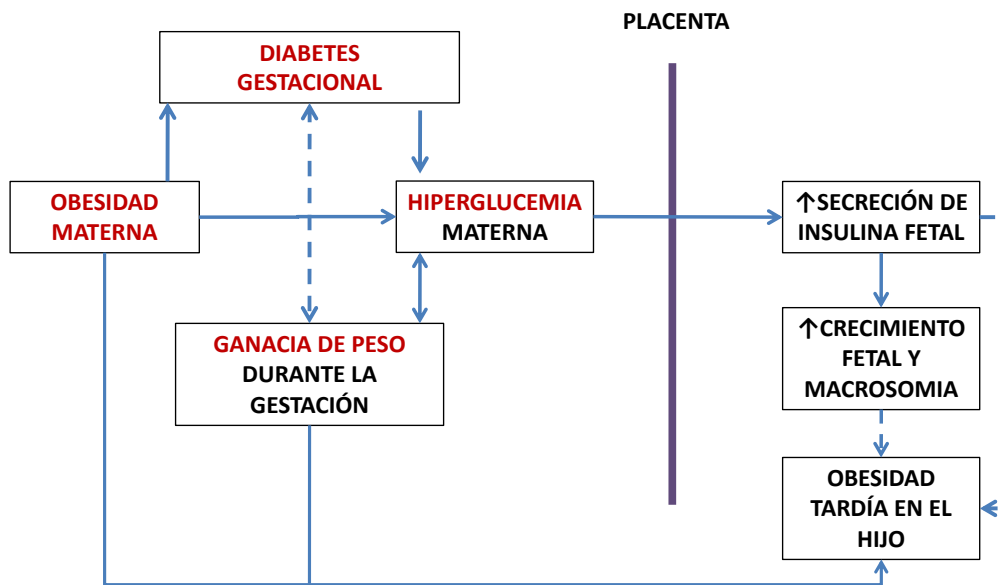 PLACENTA
DIABETES
GESTACIONAL
OBESIDAD
MATERNA
HIPERGLUCEMIA
MATERNA
↑SECRECIÓN DE
INSULINA FETAL
GANACIA DE PESO
DURANTE LA
GESTACIÓN
↑CRECIMIENTO
FETAL Y
MACROSOMIA
OBESIDAD
TARDÍA EN EL
HIJO